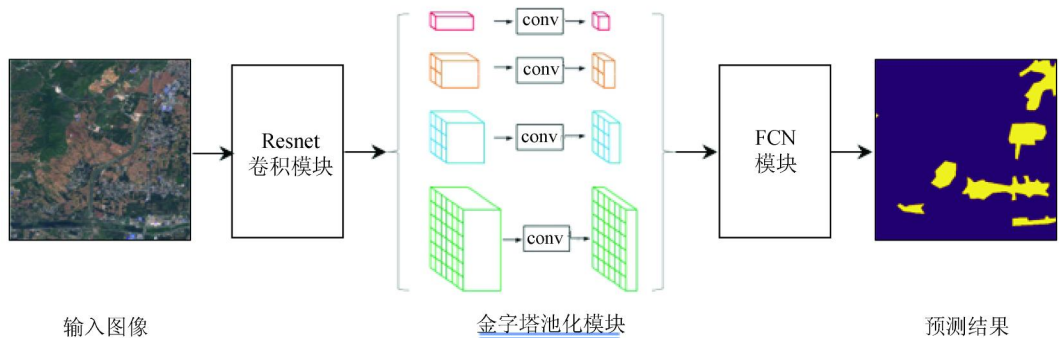 conv
conv
conv
conv
Resnet
卷积模块
FCN
模块
输入图像
金字塔池化模块
预测结果